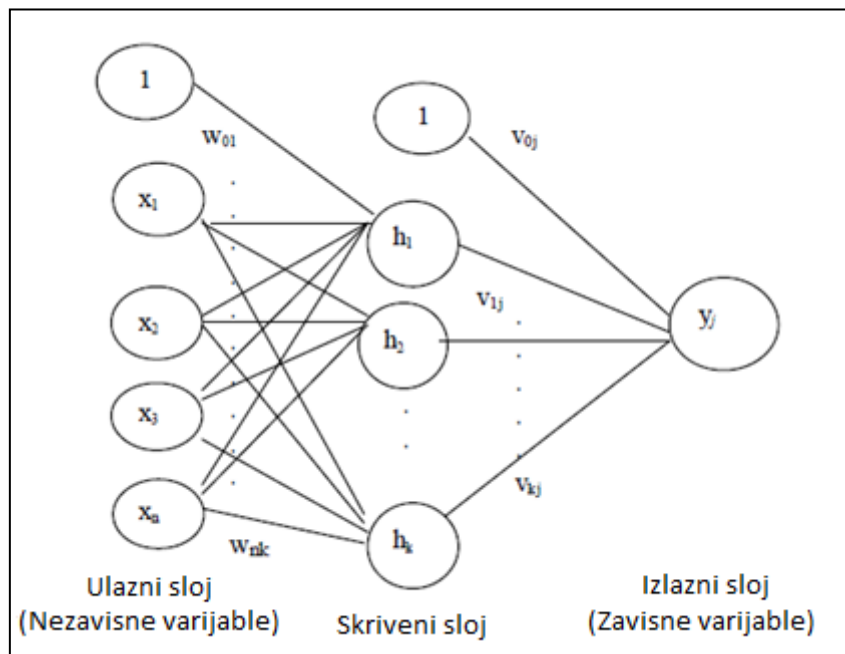 1
1
w₀₁
v₀ⱼ
x₁
h₁
x₂
v₁ⱼ
yⱼ
h₂
x₃
vₖⱼ
xₙ
hₖ
wₙₖ
Ulazni sloj
(Nezavisne varijable)
Skriveni sloj
Izlazni sloj
(Zavisne varijable)